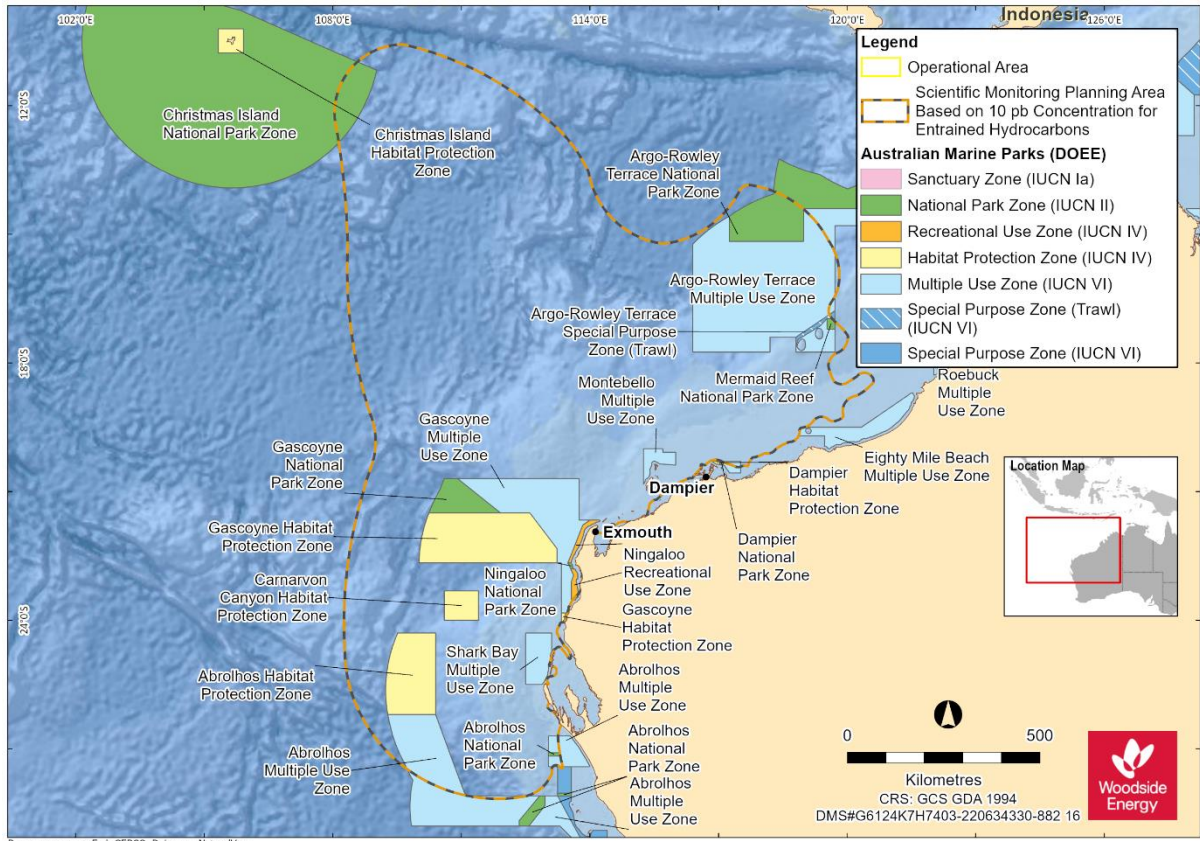 102°0'0"E
108°0'0"E
114°0'0"E
120°0'0"E
126°0'0"E
Indonesia
12°0'0"S
18°0'0"S
24°0'0"S
Legend
Operational Area
Scientific Monitoring Planning Area
Based on 10 pb Concentration for
Entrained Hydrocarbons
Australian Marine Parks (DOEE)
Sanctuary Zone (IUCN Ia)
National Park Zone (IUCN II)
Recreational Use Zone (IUCN IV)
Habitat Protection Zone (IUCN IV)
Multiple Use Zone (IUCN VI)
Special Purpose Zone (Trawl)
(IUCN VI)
Special Purpose Zone (IUCN VI)
Christmas Island
National Park Zone
Christmas Island
Habitat Protection
Zone
Argo-Rowley
Terrace National
Park Zone
Argo-Rowley Terrace
Multiple Use Zone
Argo-Rowley Terrace
Special Purpose
Zone (Trawl)
Mermaid Reef
National Park Zone
Roebuck
Multiple
Use Zone
Montebello
Multiple
Use Zone
Gascoyne
Multiple
Use Zone
Gascoyne
National
Park Zone
Eighty Mile Beach
Multiple Use Zone
Dampier
Dampier
Habitat
Protection Zone
Gascoyne Habitat
Protection Zone
Exmouth
Dampier
National
Park Zone
Ningaloo
Recreational
Use Zone
Ningaloo
National
Park Zone
Carnarvon
Canyon Habitat
Protection Zone
Gascoyne
Habitat
Protection Zone
Shark Bay
Multiple
Use Zone
Abrolhos Habitat
Protection Zone
Abrolhos
Multiple
Use Zone
Abrolhos
National
Park Zone
Abrolhos
National
Park Zone
Abrolhos
Multiple Use
Zone
Abrolhos
Multiple
Use Zone
Location Map
0
500
Kilometres
CRS: GCS GDA 1994
DMS#G6124K7H7403-220634330-882 16
Woodside
Energy